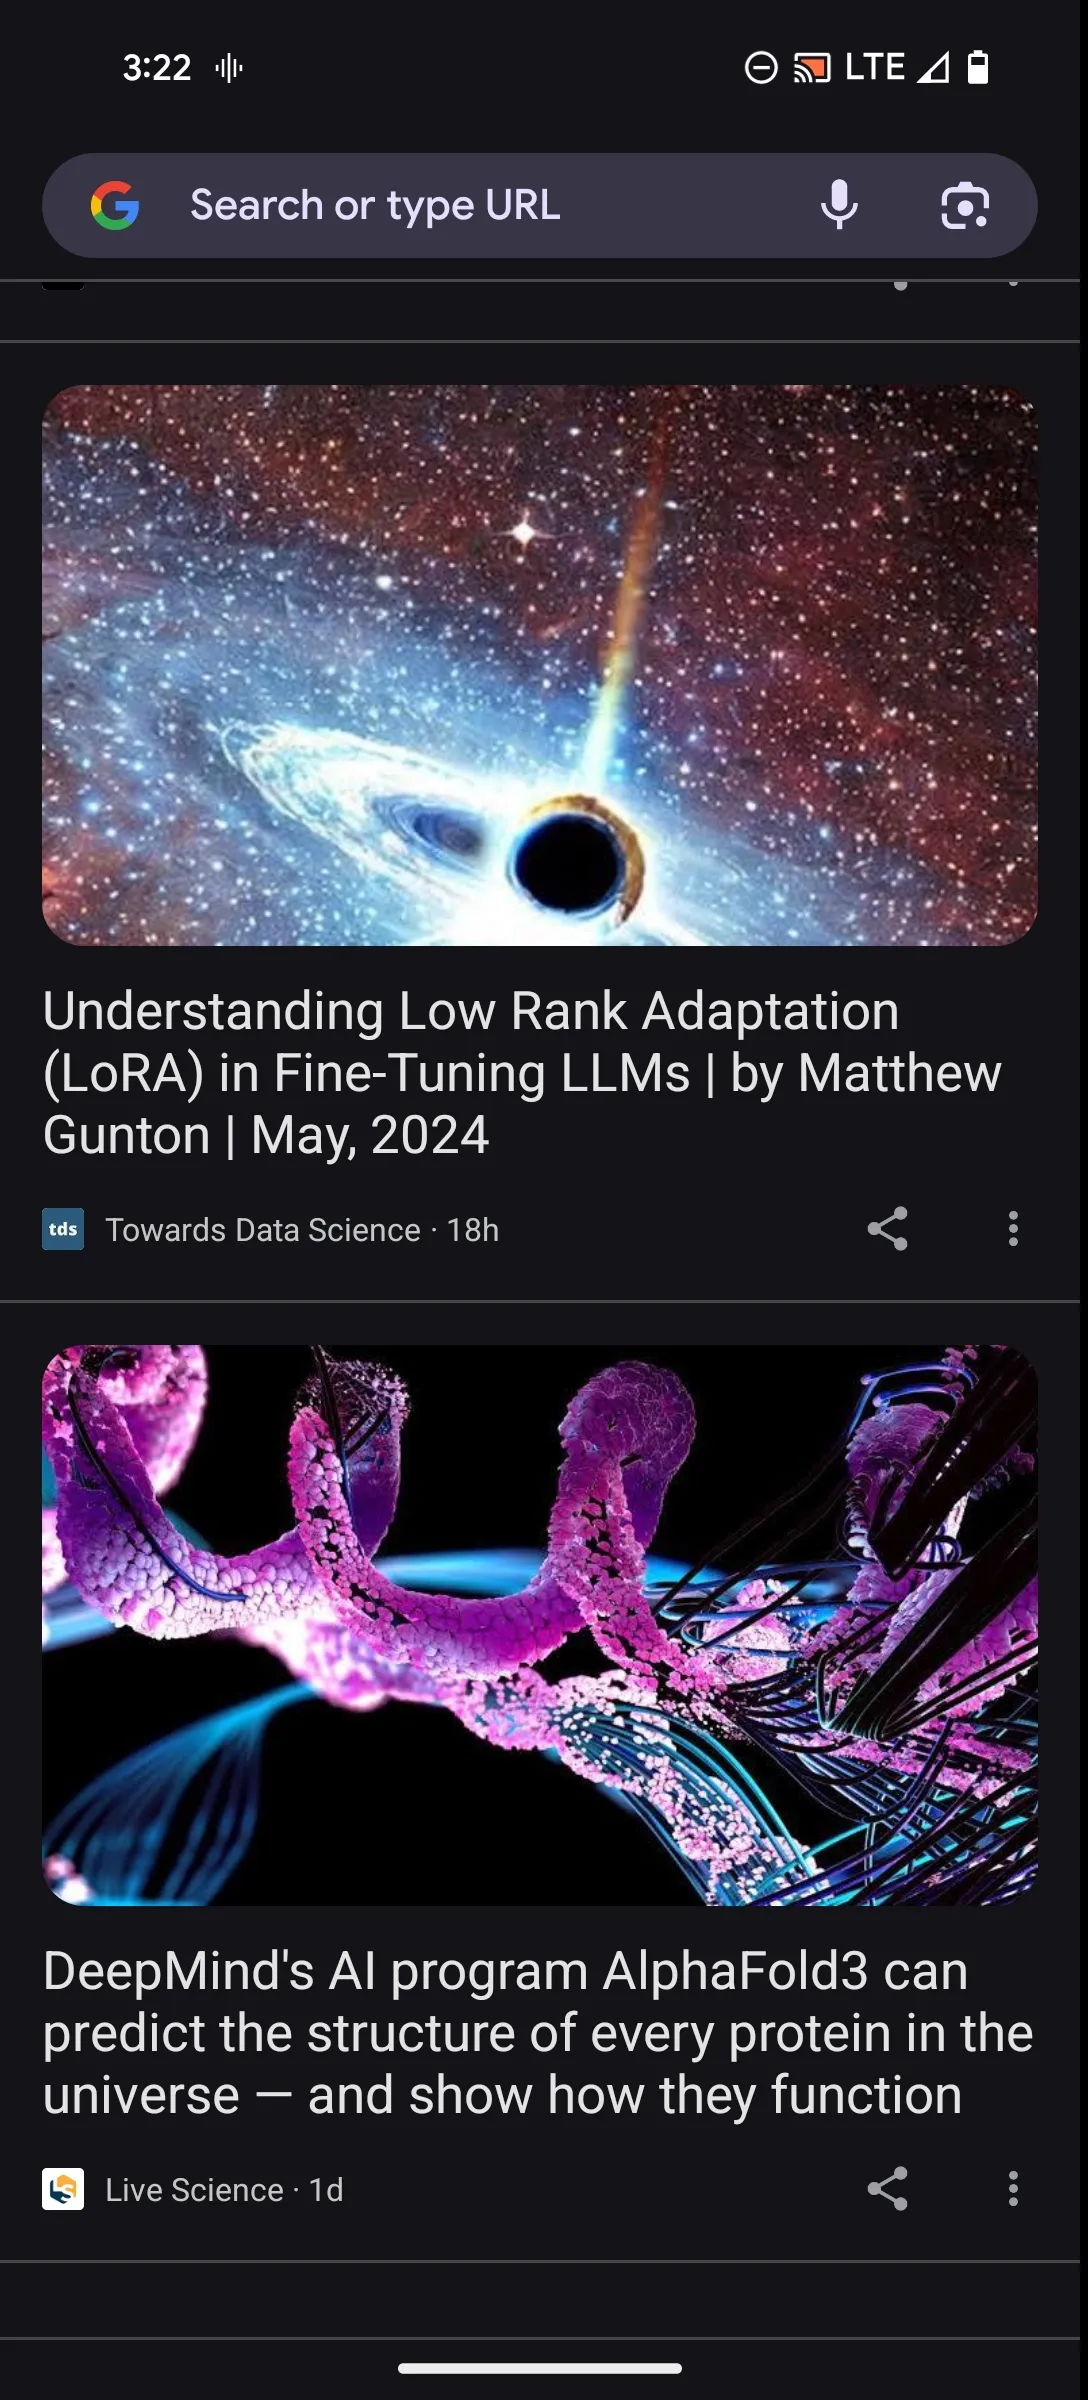 3:22
LTE
Search or type URL
Understanding Low Rank Adaptation
(LoRA) in Fine-Tuning LLMs | by Matthew
Gunton | May, 2024
tds Towards Data Science · 18h
DeepMind's AI program AlphaFold3 can
predict the structure of every protein in the
universe — and show how they function
Live Science · 1d